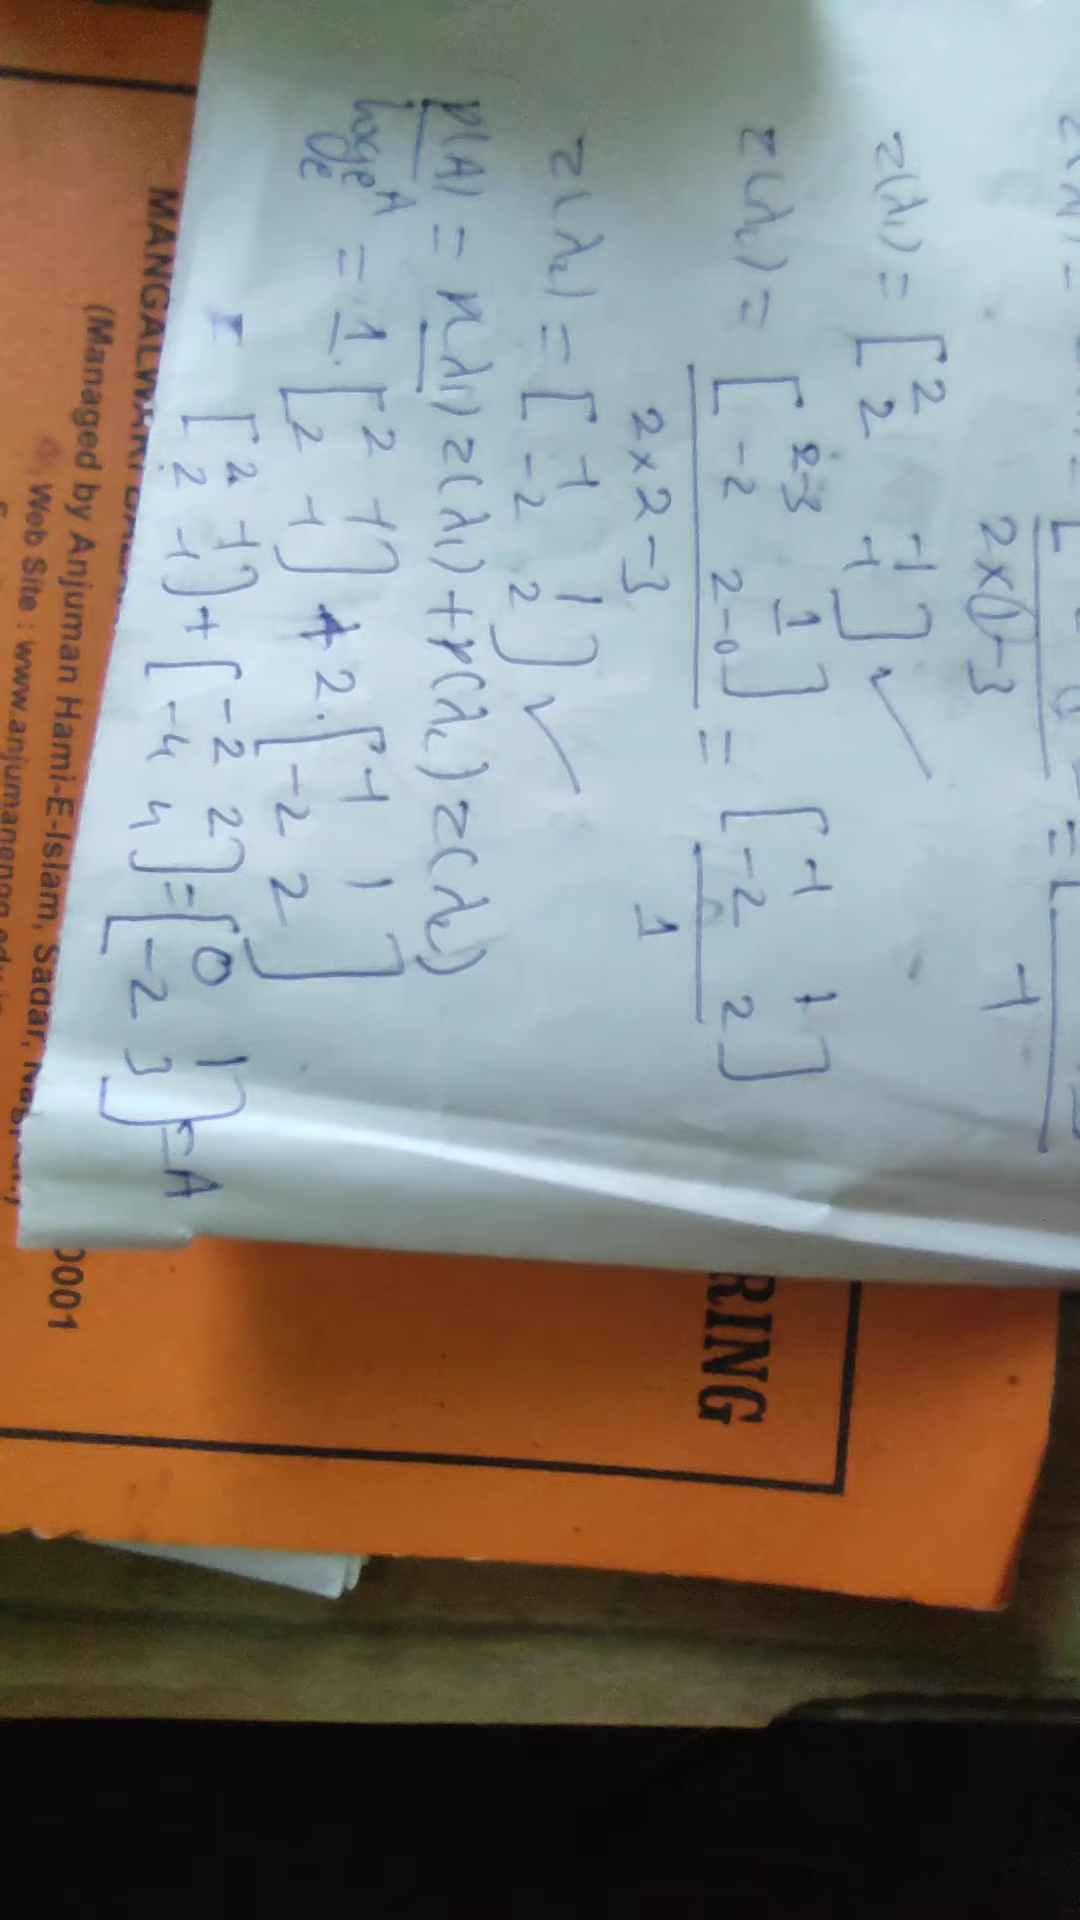 2×1-3
-1
z(λ₁) = [2 -1
2 -1]
z(λ₂) = [2-3 1
-2 2-0] = [-1 1
-2 2]
2×2-3
1
z(λ₂) = [-1 1
-2 2]
P(A) = P(λ₁) z(λ₁) + P(λ₂) z(λ₂)
log_e e^A = 1. [2 -1
2 -1] + 2. [-1 1
-2 2]
= [2 -1
2 -1] + [-2 2
-4 4] = [0 1
-2 3] = A
MANGALWARI
(Managed by Anjuman Hami-E-Islam, Sadar,
Web Site : www.anjumanengg.edu
0001
RING